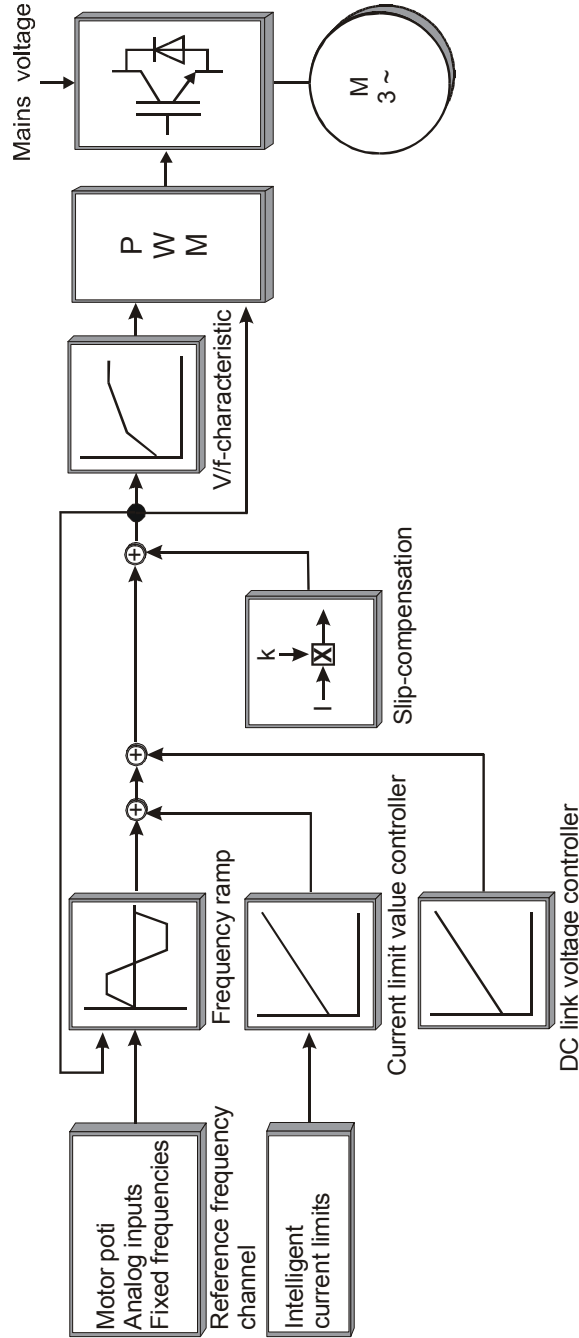 Motor poti
Analog inputs
Fixed frequencies
Reference frequency
channel
Intelligent
current limits
Frequency ramp
Current limit value controller
DC link voltage controller
+
+
+
k
I
X
Slip-compensation
V/f-characteristic
P
W
M
Mains voltage
M
3 ~